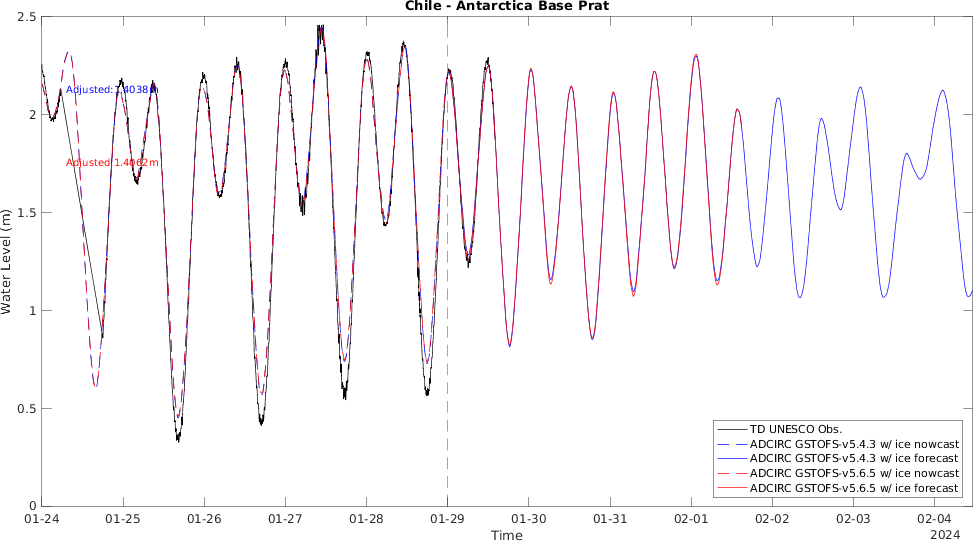 Chile - Antarctica Base Prat
2.5
2
1.5
1
0.5
0
Water Level (m)
Adjusted:1.4038m
Adjusted:1.4062m
TD UNESCO Obs.
ADCIRC GSTOFS-v5.4.3 w/ ice nowcast
ADCIRC GSTOFS-v5.4.3 w/ ice forecast
ADCIRC GSTOFS-v5.6.5 w/ ice nowcast
ADCIRC GSTOFS-v5.6.5 w/ ice forecast
01-24 01-25 01-26 01-27 01-28 01-29 01-30 01-31 02-01 02-02 02-03 02-04
Time
2024